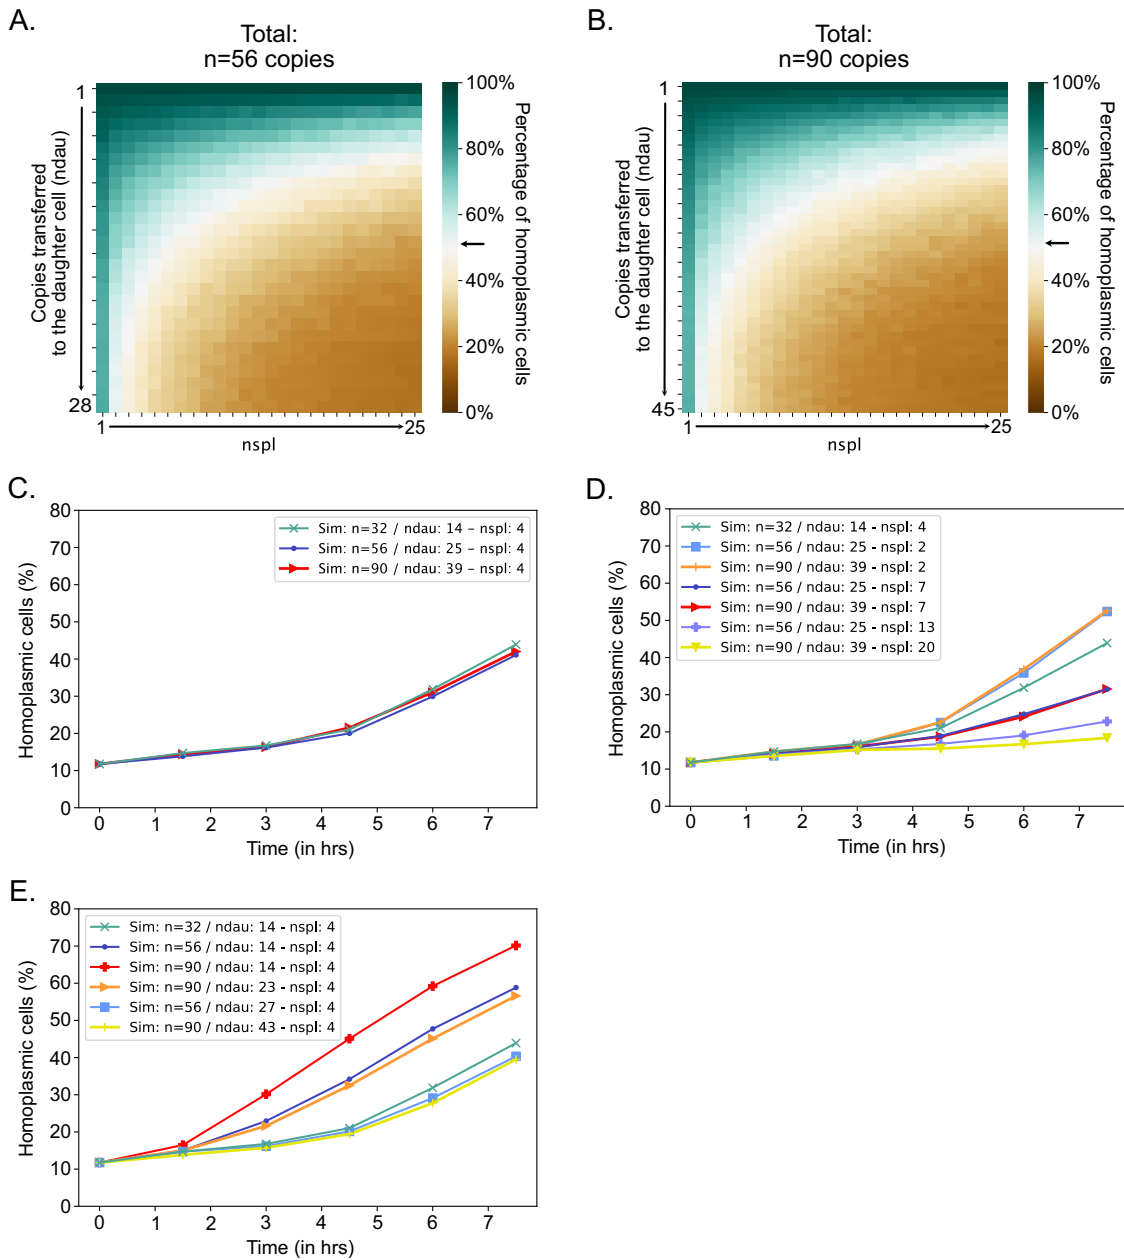 A.
Total:
n=56 copies
1
28
Copies transferred
to the daughter cell (ndau)
1
25
nspl
100%
80%
60%
40%
20%
0%
Percentage of homoplasmic cells
B.
Total:
n=90 copies
1
45
Copies transferred
to the daughter cell (ndau)
1
25
nspl
100%
80%
60%
40%
20%
0%
Percentage of homoplasmic cells
C.
80
70
60
50
40
30
20
10
0
Homoplasmic cells (%)
Sim: n=32 / ndau: 14 – nspl: 4
Sim: n=56 / ndau: 25 – nspl: 4
Sim: n=90 / ndau: 39 – nspl: 4
0 1 2 3 4 5 6 7
Time (in hrs)
D.
80
70
60
50
40
30
20
10
0
Homoplasmic cells (%)
Sim: n=32 / ndau: 14 - nspl: 4
Sim: n=56 / ndau: 25 - nspl: 2
Sim: n=90 / ndau: 39 - nspl: 2
Sim: n=56 / ndau: 25 - nspl: 7
Sim: n=90 / ndau: 39 - nspl: 7
Sim: n=56 / ndau: 25 - nspl: 13
Sim: n=90 / ndau: 39 - nspl: 20
0 1 2 3 4 5 6 7
Time (in hrs)
E.
80
70
60
50
40
30
20
10
0
Homoplasmic cells (%)
Sim: n=32 / ndau: 14 - nspl: 4
Sim: n=56 / ndau: 14 - nspl: 4
Sim: n=90 / ndau: 14 - nspl: 4
Sim: n=90 / ndau: 23 - nspl: 4
Sim: n=56 / ndau: 27 - nspl: 4
Sim: n=90 / ndau: 43 - nspl: 4
0 1 2 3 4 5 6 7
Time (in hrs)